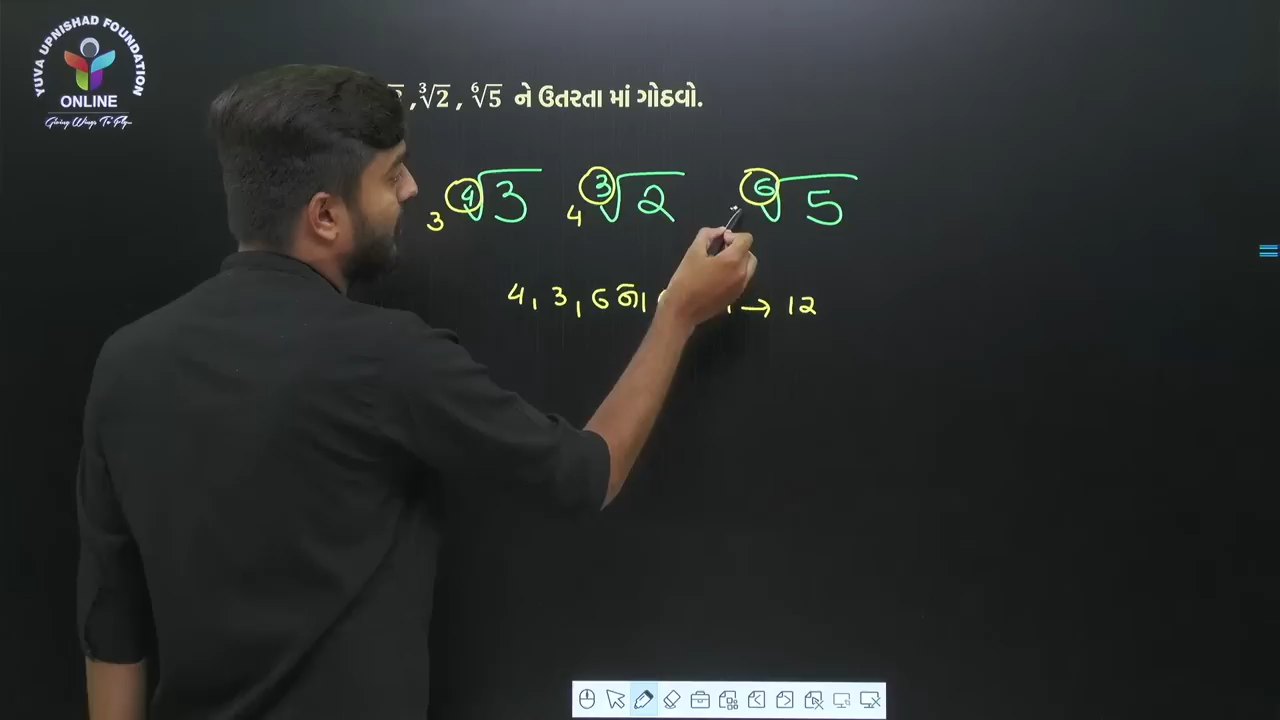 YUVA UPNISHAD FOUNDATION
ONLINE
Giving Wings To Fly...
, ∛2 , ⁶√5 ને ઉતરતા માં ગોઠવો.
3 ⁴√3 4 ³√2 ⁶√5
4, 3, 6 → 12